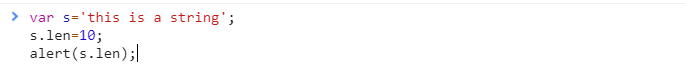 > var s='this is a string';
s.len=10;
alert(s.len);